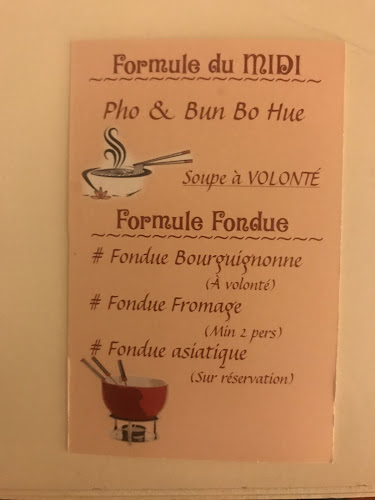 Formule du MIDI
Pho & Bun Bo Hue
Soupe à VOLONTÉ
Formule Fondue
# Fondue Bourguignonne
(À volonté)
# Fondue Fromage
(Min 2 pers)
# Fondue asiatique
(Sur réservation)